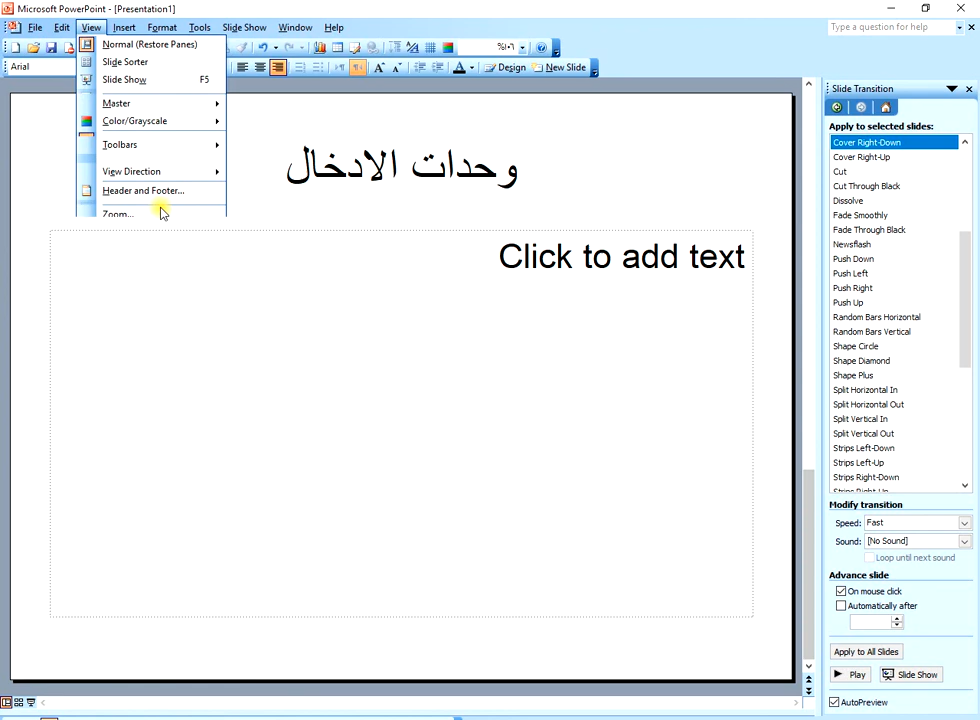 Microsoft PowerPoint - [Presentation1]
File Edit View Insert Format Tools Slide Show Window Help
Type a question for help
Arial
Design New Slide
Normal (Restore Panes)
Slide Sorter
Slide Show F5
Master
Color/Grayscale
Toolbars
View Direction
Header and Footer...
Zoom...
وحدات الادخال
Click to add text
Slide Transition
Apply to selected slides:
Cover Right-Down
Cover Right-Up
Cut
Cut Through Black
Dissolve
Fade Smoothly
Fade Through Black
Newsflash
Push Down
Push Left
Push Right
Push Up
Random Bars Horizontal
Random Bars Vertical
Shape Circle
Shape Diamond
Shape Plus
Split Horizontal In
Split Horizontal Out
Split Vertical In
Split Vertical Out
Strips Left-Down
Strips Left-Up
Strips Right-Down
Strips Right-Up
Modify transition
Speed: Fast
Sound: [No Sound]
Loop until next sound
Advance slide
On mouse click
Automatically after
Apply to All Slides
Play Slide Show
AutoPreview